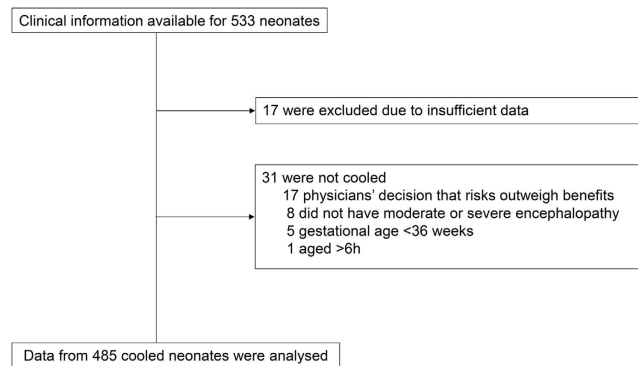 Clinical information available for 533 neonates
17 were excluded due to insufficient data
31 were not cooled
17 physicians' decision that risks outweigh benefits
8 did not have moderate or severe encephalopathy
5 gestational age <36 weeks
1 aged >6h
Data from 485 cooled neonates were analysed